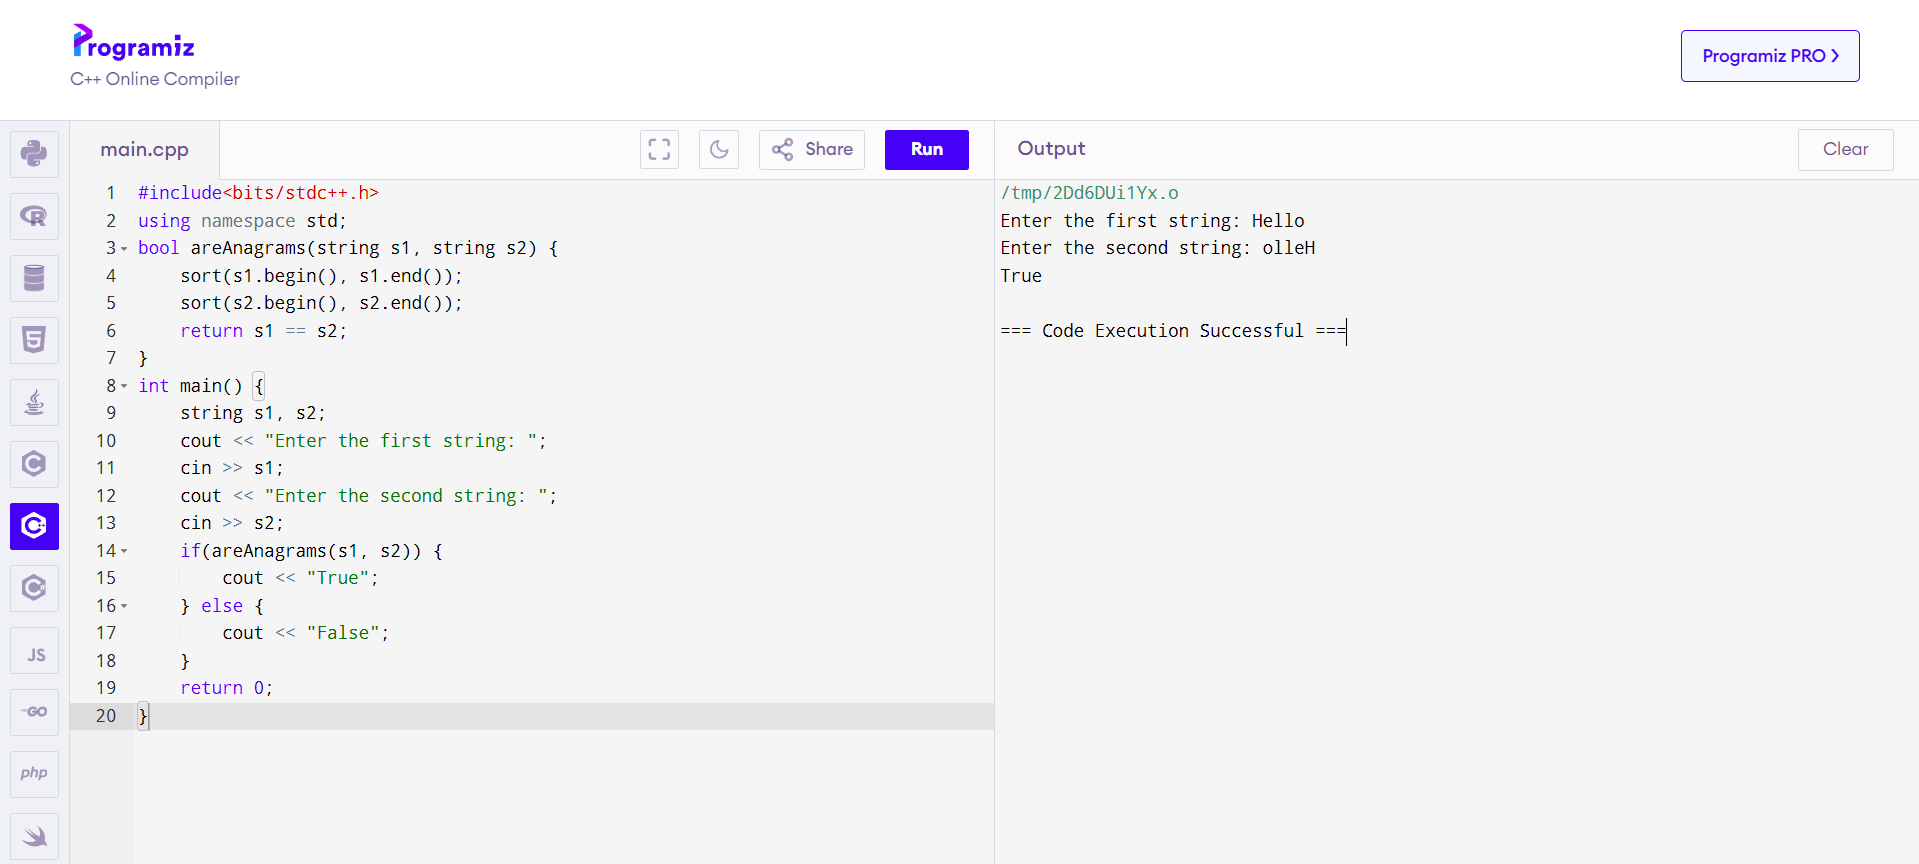 Programiz
C++ Online Compiler
Programiz PRO >
main.cpp
Share
Run
Output
Clear
1 #include<bits/stdc++.h>
2 using namespace std;
3 bool areAnagrams(string s1, string s2) {
4     sort(s1.begin(), s1.end());
5     sort(s2.begin(), s2.end());
6     return s1 == s2;
7 }
8 int main() {
9     string s1, s2;
10     cout << "Enter the first string: ";
11     cin >> s1;
12     cout << "Enter the second string: ";
13     cin >> s2;
14     if(areAnagrams(s1, s2)) {
15         cout << "True";
16     } else {
17         cout << "False";
18     }
19     return 0;
20 }
/tmp/2Dd6DUi1Yx.o
Enter the first string: Hello
Enter the second string: olleH
True
=== Code Execution Successful ===
R
5
C
C++
C#
JS
GO
php